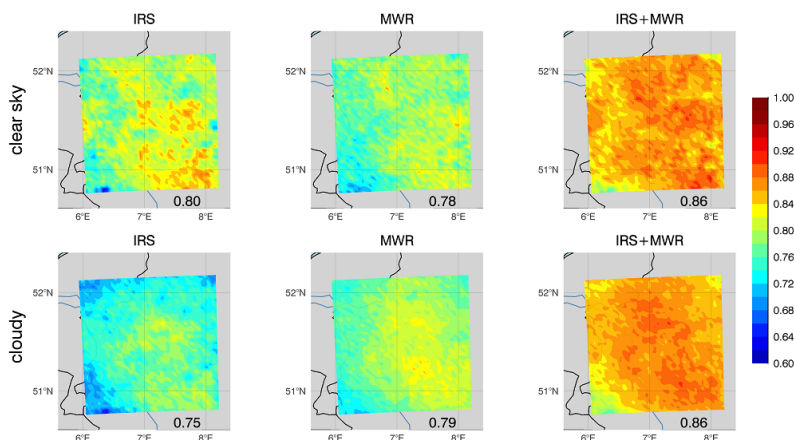 IRS MWR IRS+MWR
clear sky
52°N 52°N 52°N
51°N 51°N 51°N
0.80 0.78 0.86
6°E 7°E 8°E 6°E 7°E 8°E 6°E 7°E 8°E
IRS MWR IRS+MWR
cloudy
52°N 52°N 52°N
51°N 51°N 51°N
0.75 0.79 0.86
6°E 7°E 8°E 6°E 7°E 8°E 6°E 7°E 8°E
1.00
0.96
0.92
0.88
0.84
0.80
0.76
0.72
0.68
0.64
0.60